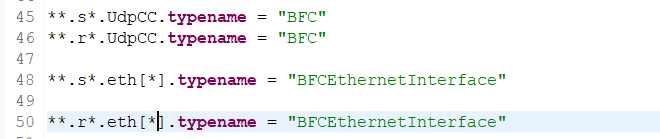 45 **.s*.UdpCC.typename = "BFC"
46 **.r*.UdpCC.typename = "BFC"
47
48 **.s*.eth[*].typename = "BFCEthernetInterface"
49
50 **.r*.eth[*].typename = "BFCEthernetInterface"